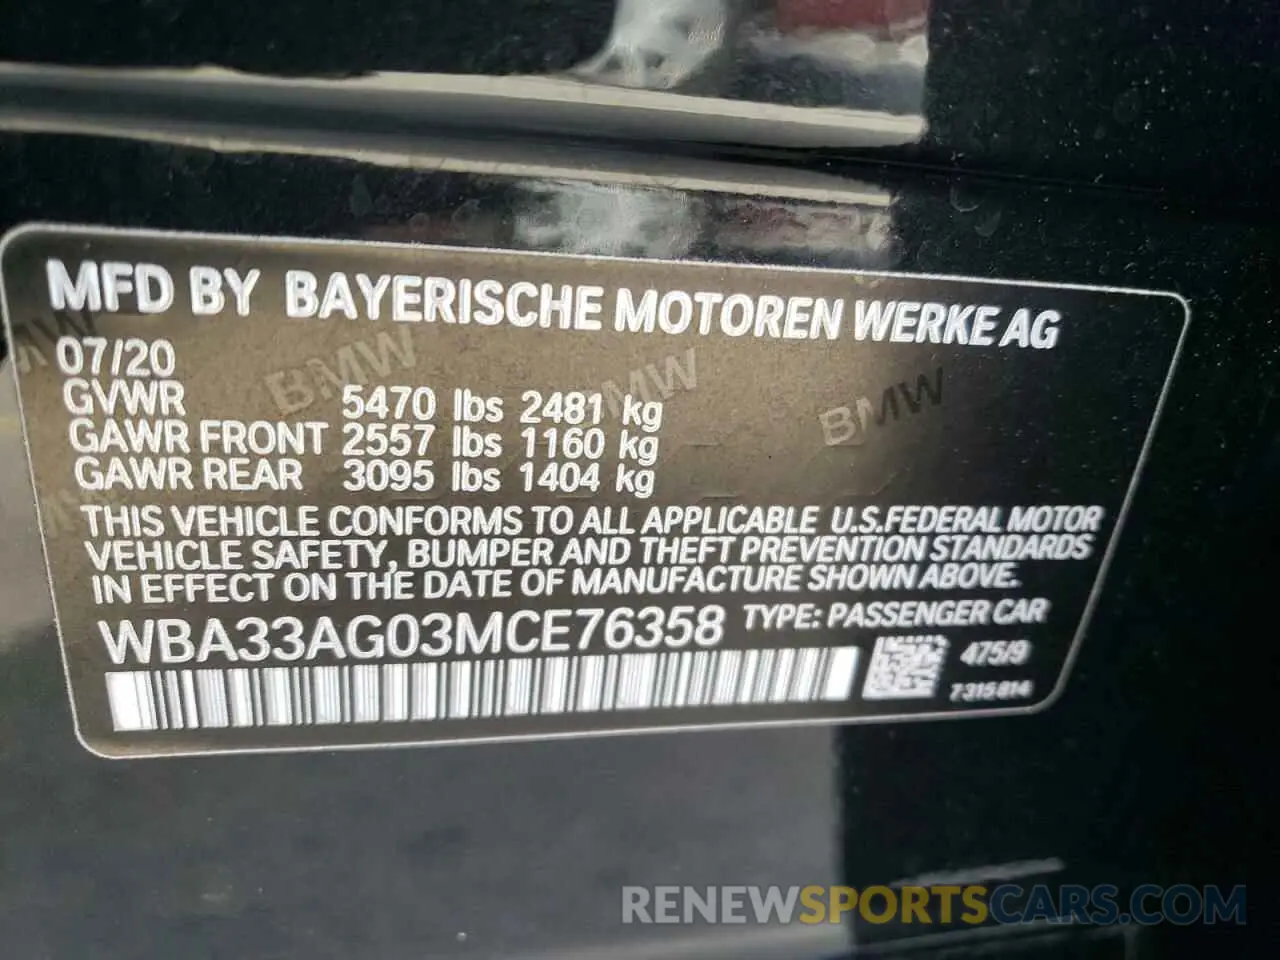 MFD BY BAYERISCHE MOTOREN WERKE AG
07/20
GVWR 5470 lbs 2481 kg
GAWR FRONT 2557 lbs 1160 kg
GAWR REAR 3095 lbs 1404 kg
THIS VEHICLE CONFORMS TO ALL APPLICABLE U.S.FEDERAL MOTOR
VEHICLE SAFETY, BUMPER AND THEFT PREVENTION STANDARDS
IN EFFECT ON THE DATE OF MANUFACTURE SHOWN ABOVE.
WBA33AG03MCE76358 TYPE: PASSENGER CAR
475/9
7315814
BMW
BMW
BMW
RENEWSPORTSCARS.COM